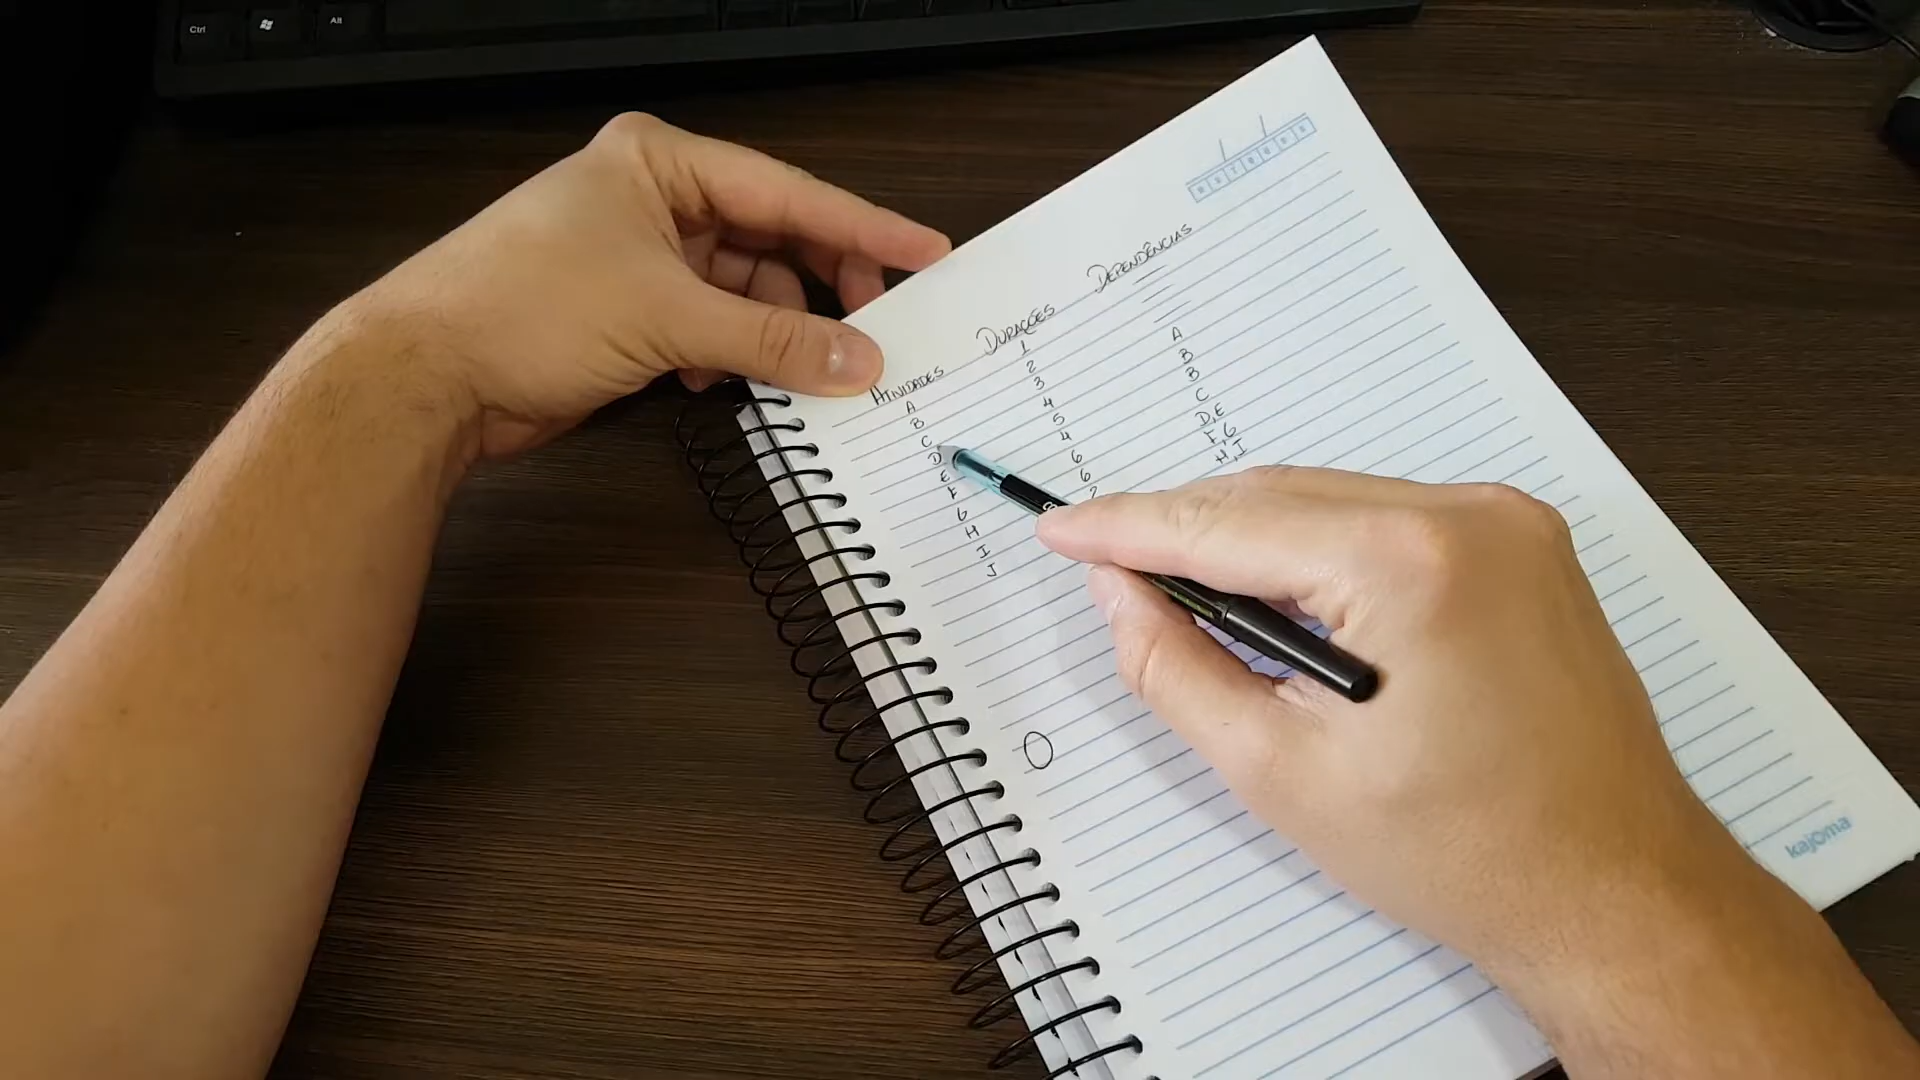 Ctrl Alt
ATIVIDADES DURAÇÕES DEPENDÊNCIAS
A 1 —
B 2 —
C 3 —
D 4 A
E 5 B
F 4 B
G 6 C
H 6 D,E
I 2 F,G
J H,I
kajoma